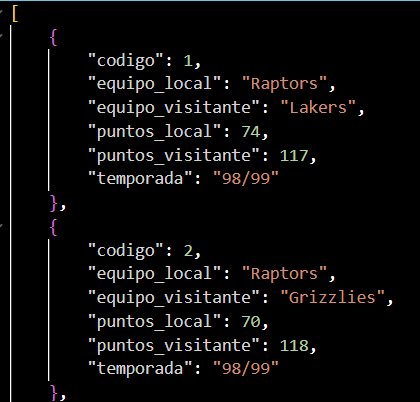 [
{
"codigo": 1,
"equipo_local": "Raptors",
"equipo_visitante": "Lakers",
"puntos_local": 74,
"puntos_visitante": 117,
"temporada": "98/99"
},
{
"codigo": 2,
"equipo_local": "Raptors",
"equipo_visitante": "Grizzlies",
"puntos_local": 70,
"puntos_visitante": 118,
"temporada": "98/99"
},